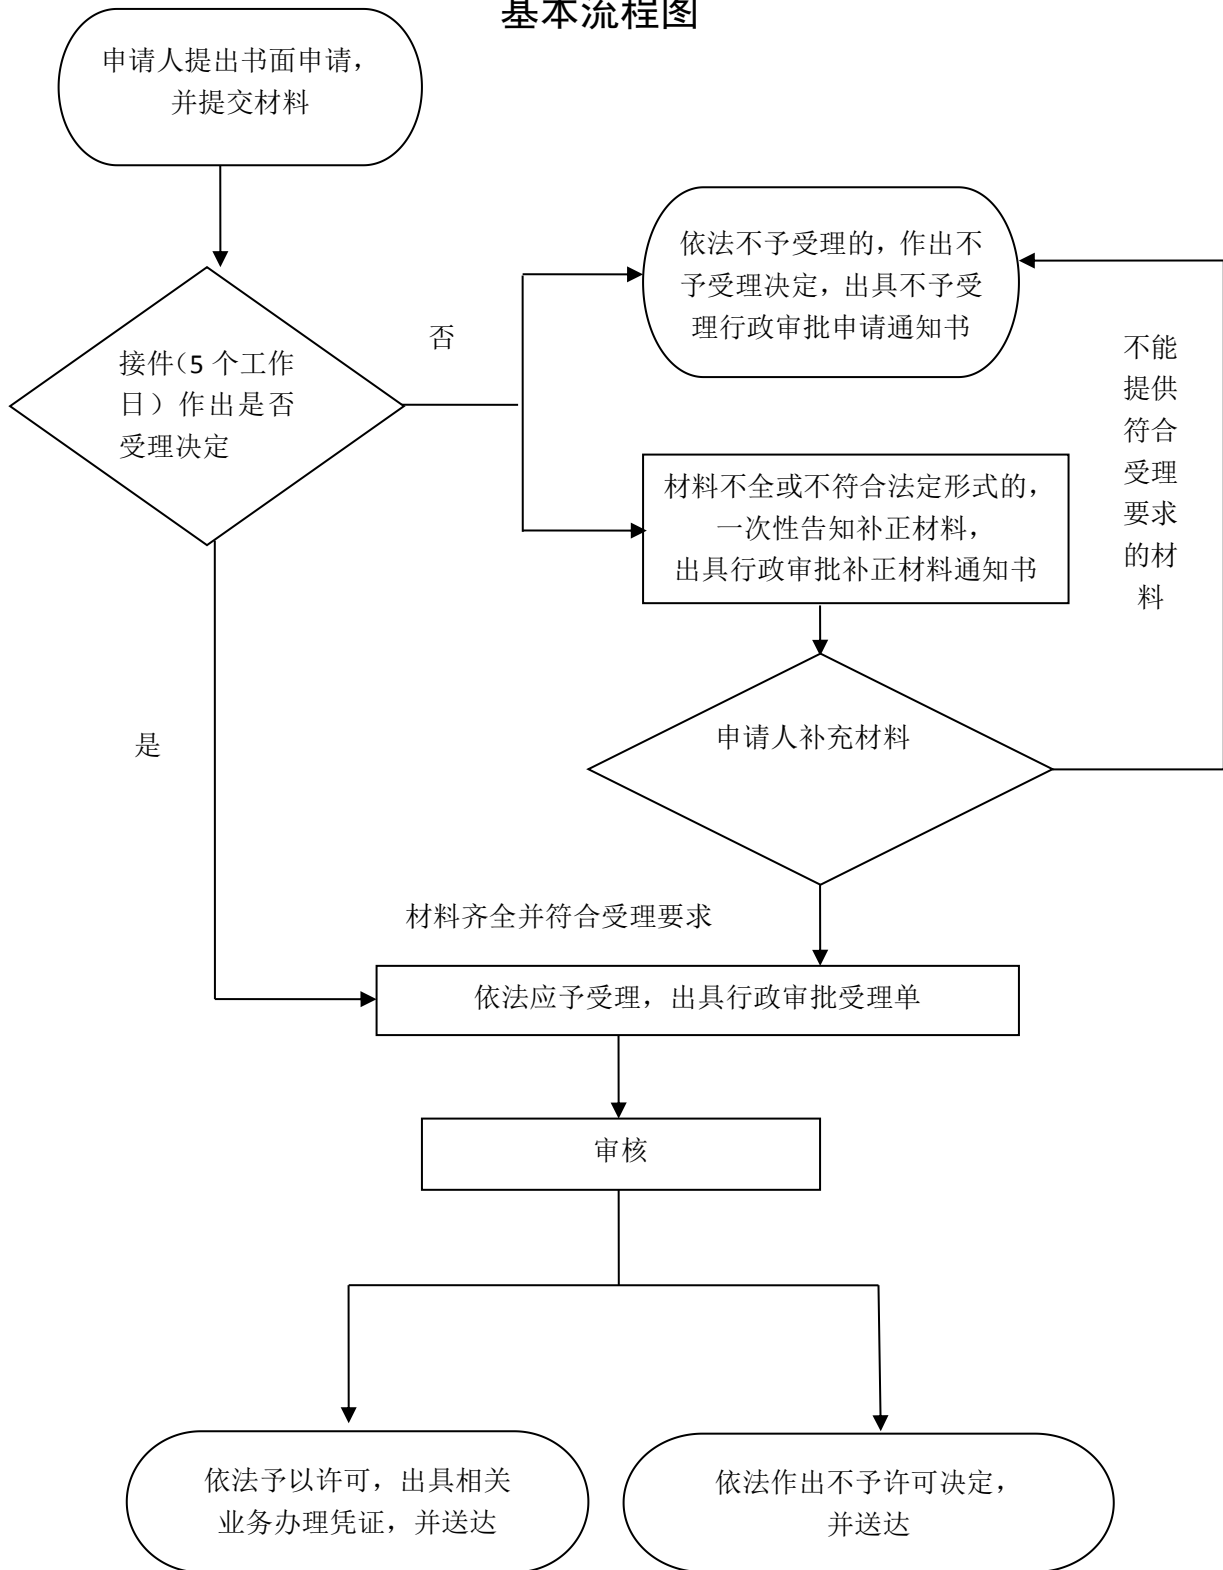 基本流程图
申请人提出书面申请，
并提交材料
依法不予受理的，作出不
予受理决定，出具不予受
理行政审批申请通知书
否
接件（5 个工作
日）作出是否
受理决定
不能
提供
符合
受理
要求
的材
料
材料不全或不符合法定形式的，
一次性告知补正材料，
出具行政审批补正材料通知书
申请人补充材料
是
材料齐全并符合受理要求
依法应予受理，出具行政审批受理单
审核
依法予以许可，出具相关
业务办理凭证，并送达
依法作出不予许可决定，
并送达